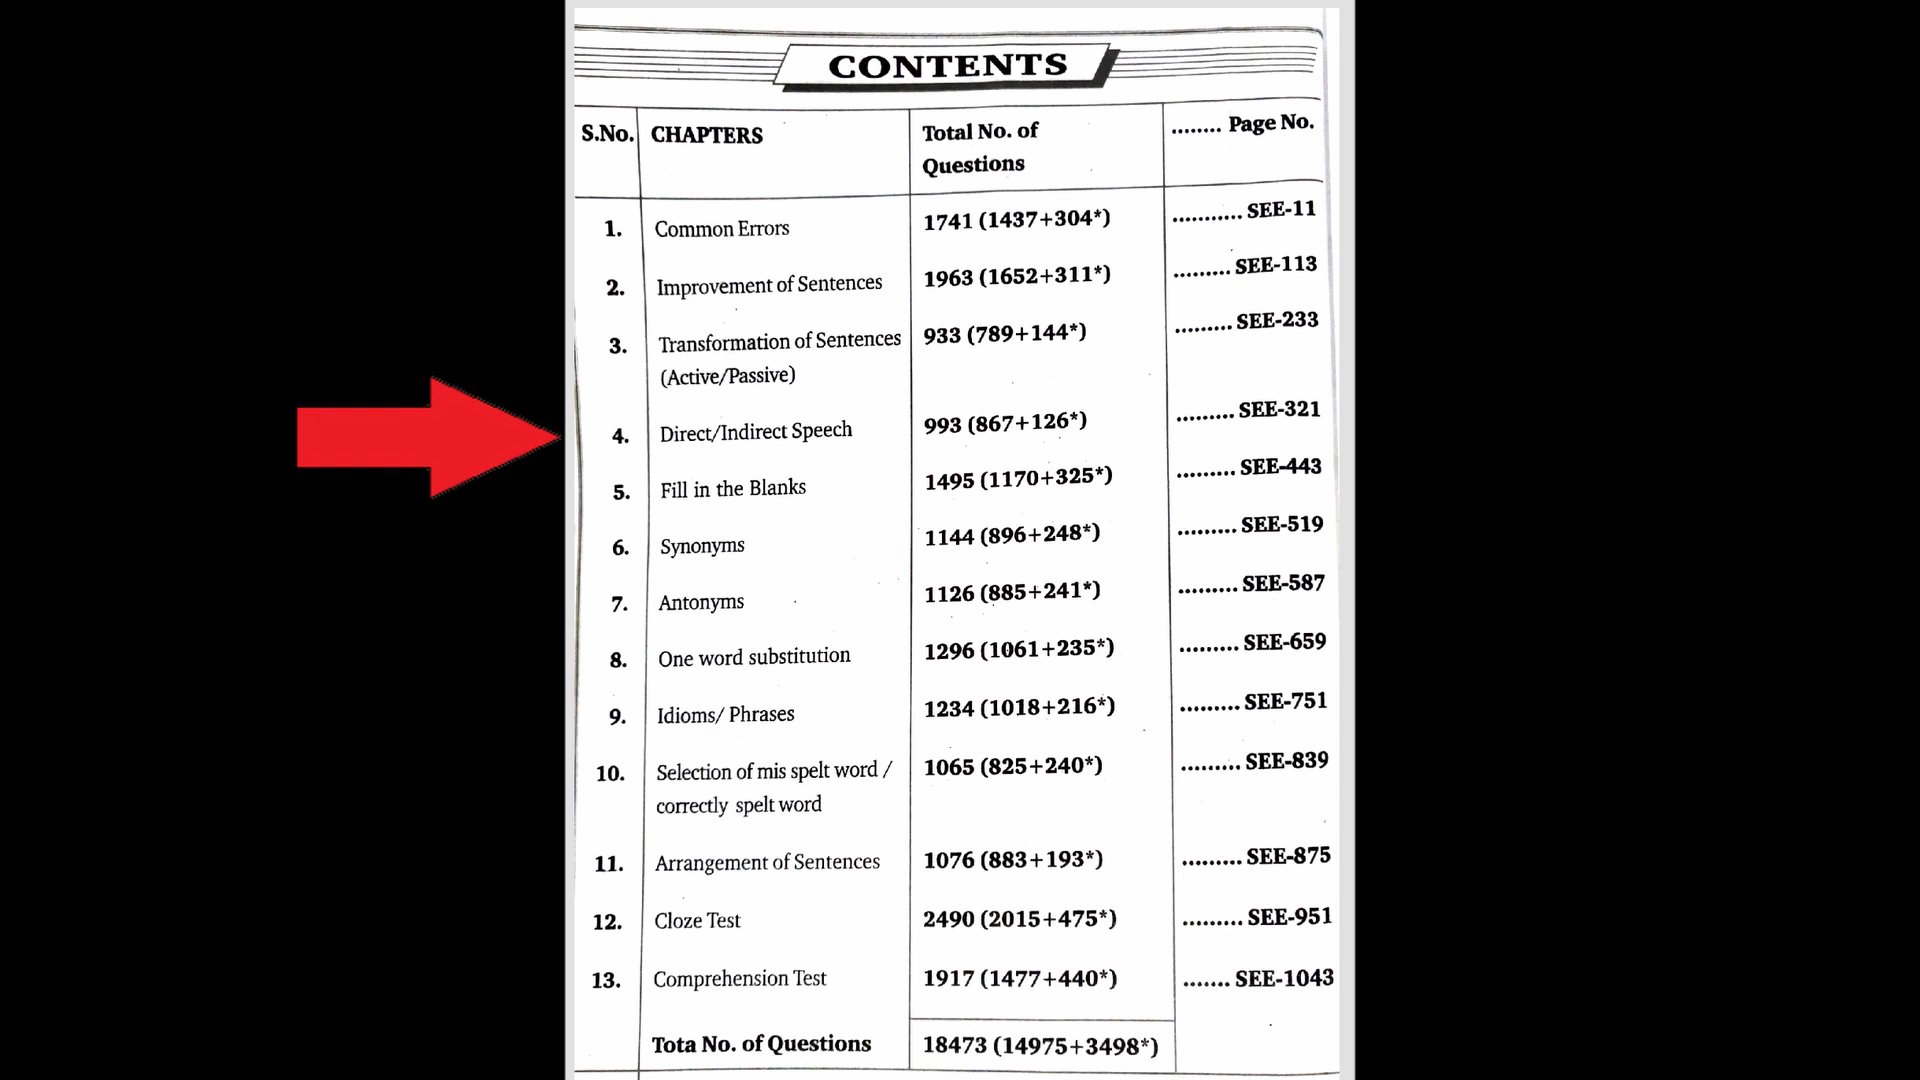 CONTENTS
S.No. CHAPTERS Total No. of Questions ........ Page No.
1. Common Errors 1741 (1437+304*) ........... SEE-11
2. Improvement of Sentences 1963 (1652+311*) ......... SEE-113
3. Transformation of Sentences 933 (789+144*) ......... SEE-233
(Active/Passive)
4. Direct/Indirect Speech 993 (867+126*) ......... SEE-321
5. Fill in the Blanks 1495 (1170+325*) ......... SEE-443
6. Synonyms 1144 (896+248*) ......... SEE-519
7. Antonyms 1126 (885+241*) ......... SEE-587
8. One word substitution 1296 (1061+235*) ......... SEE-659
9. Idioms/ Phrases 1234 (1018+216*) ......... SEE-751
10. Selection of mis spelt word / 1065 (825+240*) ......... SEE-839
correctly spelt word
11. Arrangement of Sentences 1076 (883+193*) ......... SEE-875
12. Cloze Test 2490 (2015+475*) ......... SEE-951
13. Comprehension Test 1917 (1477+440*) ....... SEE-1043
Tota No. of Questions 18473 (14975+3498*)